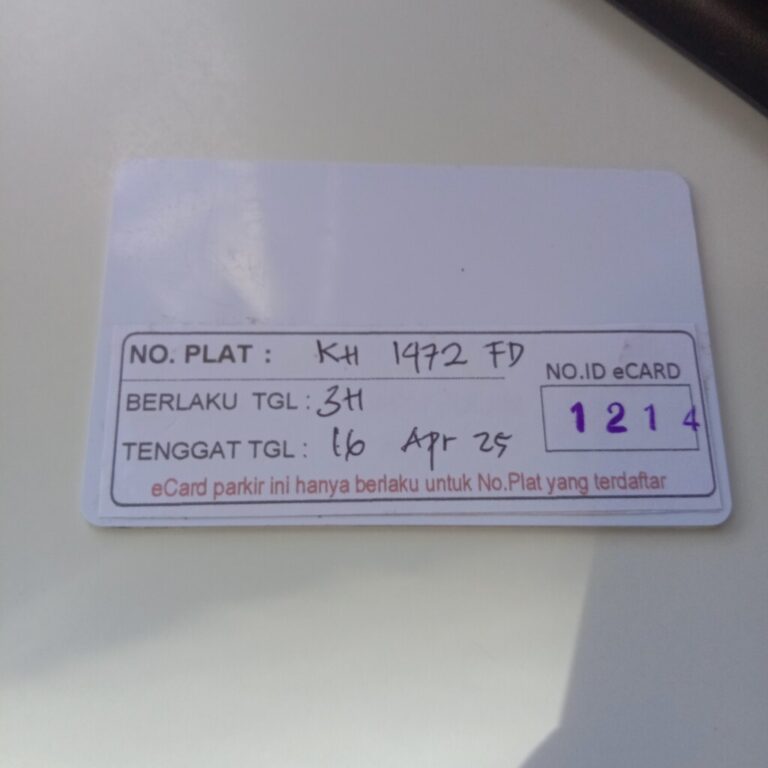 NO. PLAT : KH 1472 FD
NO.ID eCARD
BERLAKU TGL : 3H
1214
TENGGAT TGL : 16 Apr 25
eCard parkir ini hanya berlaku untuk No.Plat yang terdaftar